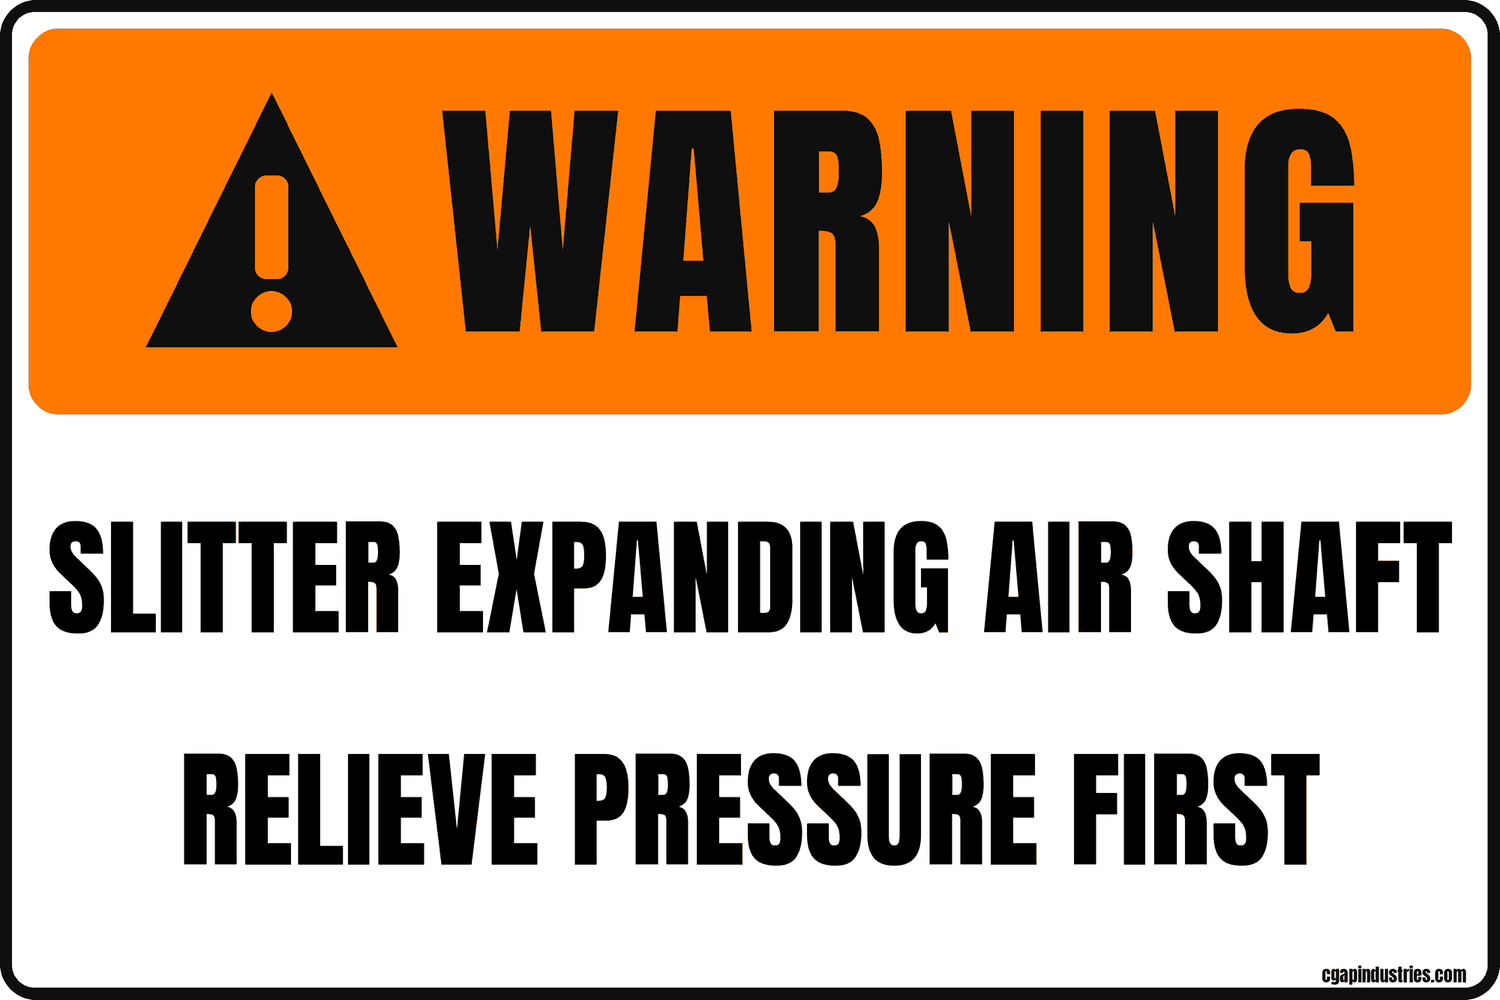 WARNING
SLITTER EXPANDING AIR SHAFT
RELIEVE PRESSURE FIRST
cgapindustries.com